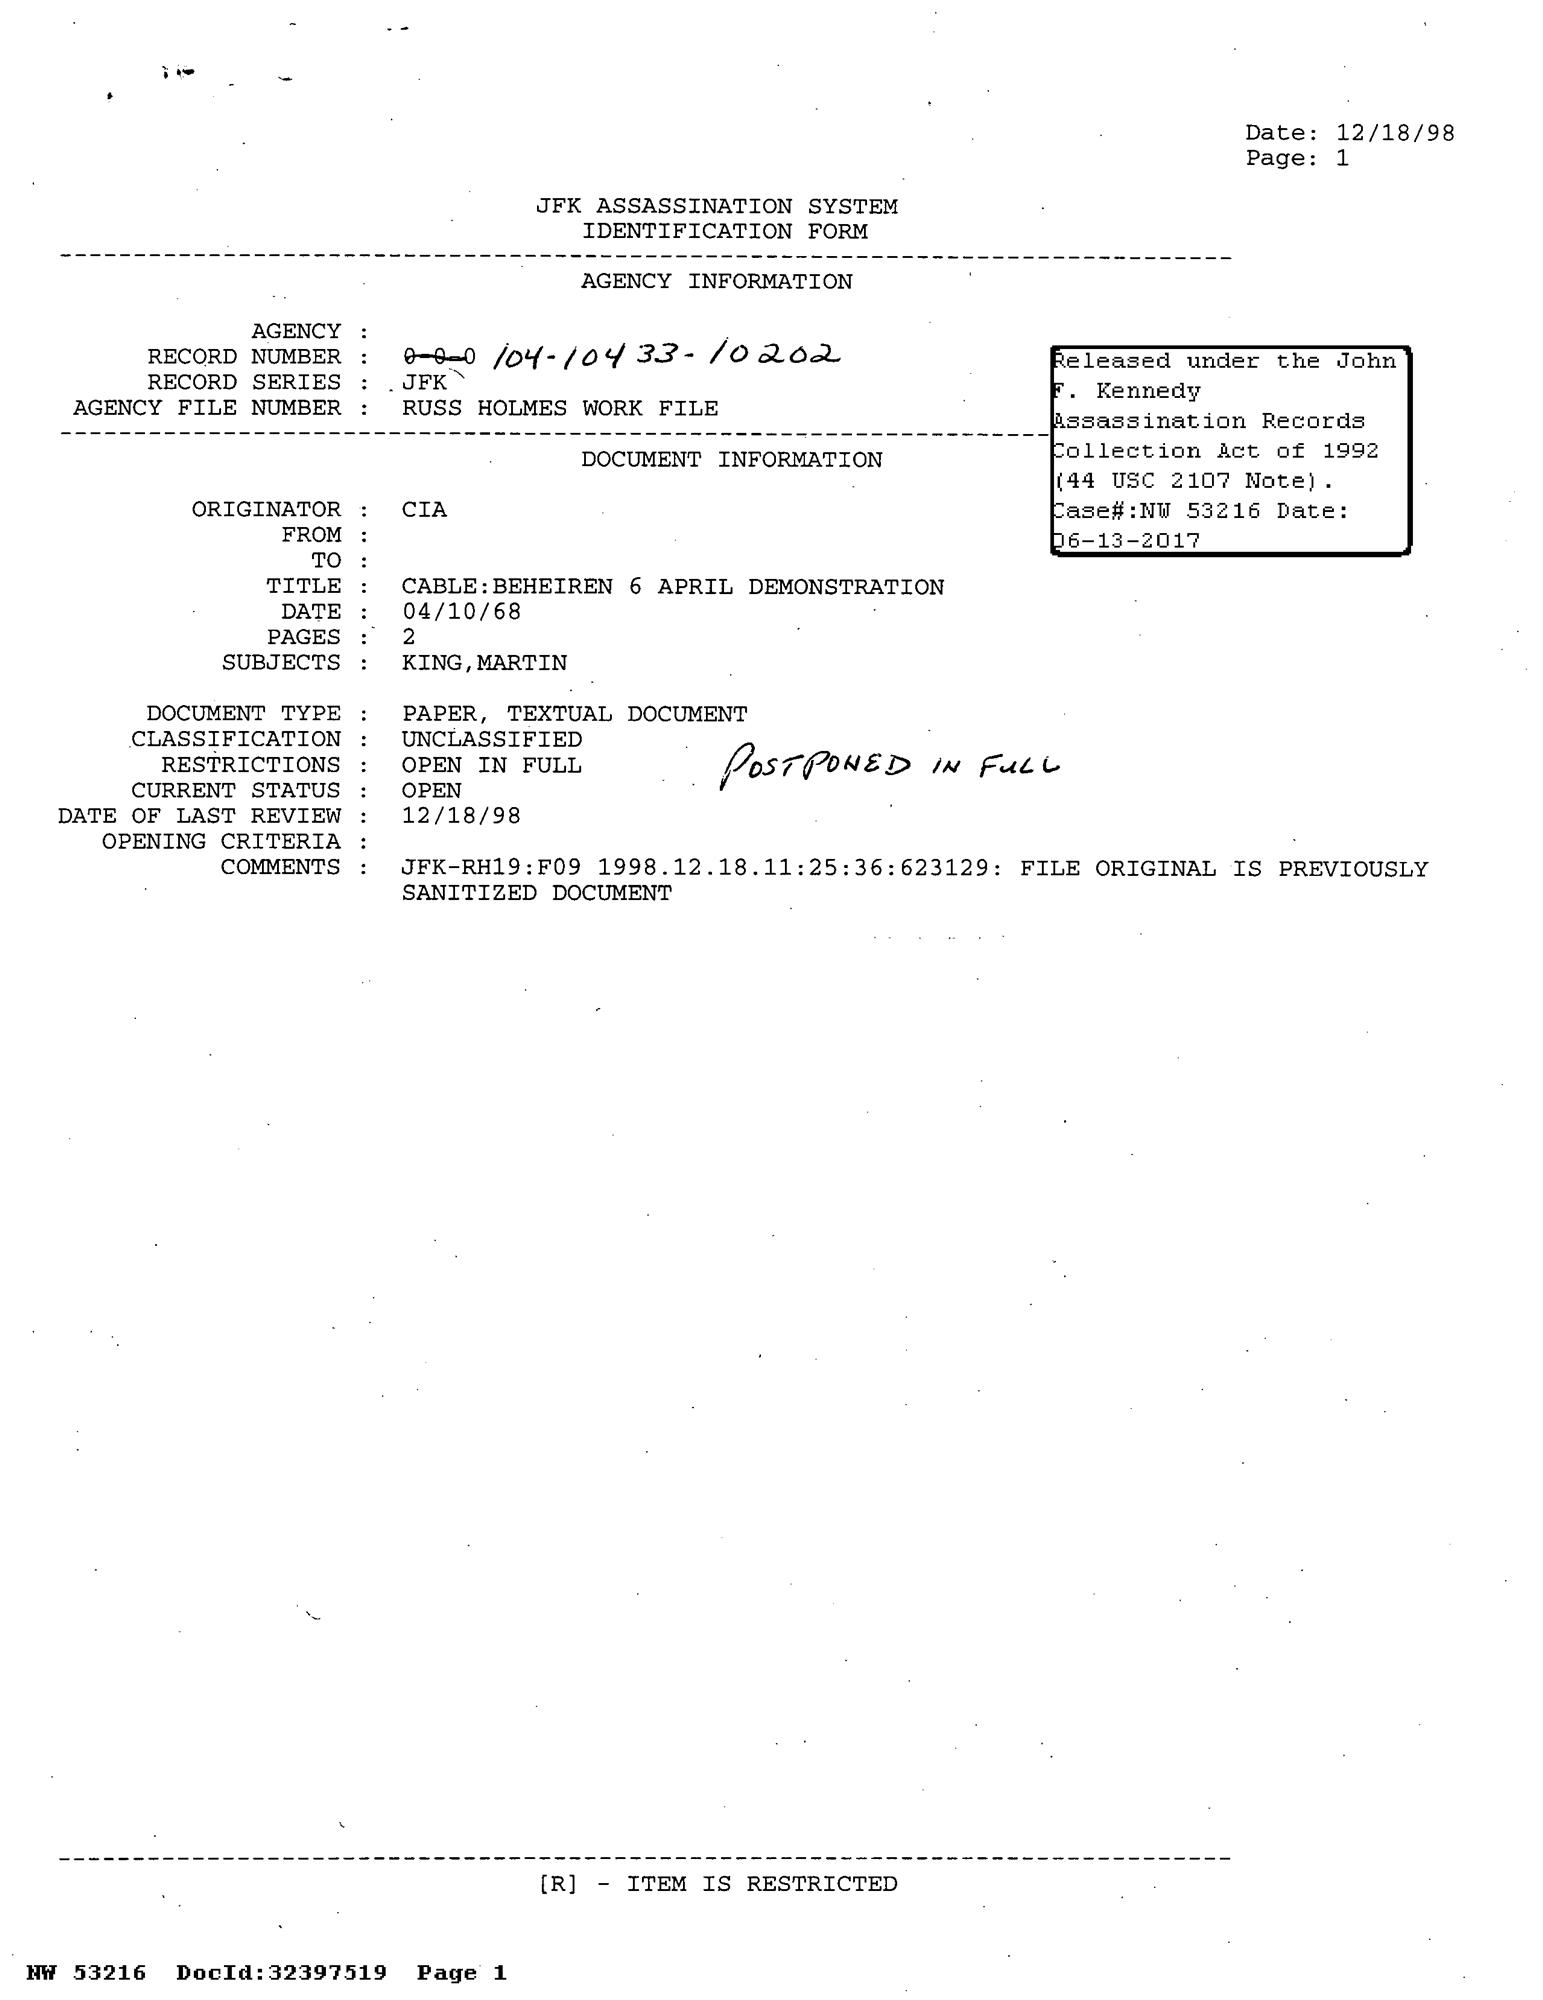 Date: 12/18/98
Page: 1
JFK ASSASSINATION SYSTEM
IDENTIFICATION FORM
--------------------------------------------------------------------------------
AGENCY INFORMATION
AGENCY :
RECORD NUMBER : 0-0-0 104-10433-10202
RECORD SERIES : JFK
AGENCY FILE NUMBER : RUSS HOLMES WORK FILE
--------------------------------------------------------------------------------
Released under the John
F. Kennedy
Assassination Records
Collection Act of 1992
(44 USC 2107 Note).
Case#:NW 53216 Date:
06-13-2017
DOCUMENT INFORMATION
ORIGINATOR : CIA
FROM :
TO :
TITLE : CABLE:BEHEIREN 6 APRIL DEMONSTRATION
DATE : 04/10/68
PAGES : 2
SUBJECTS : KING,MARTIN
DOCUMENT TYPE : PAPER, TEXTUAL DOCUMENT
CLASSIFICATION : UNCLASSIFIED
RESTRICTIONS : OPEN IN FULL POSTPONED IN FULL
CURRENT STATUS : OPEN
DATE OF LAST REVIEW : 12/18/98
OPENING CRITERIA :
COMMENTS : JFK-RH19:F09 1998.12.18.11:25:36:623129: FILE ORIGINAL IS PREVIOUSLY
SANITIZED DOCUMENT
--------------------------------------------------------------------------------
[R] - ITEM IS RESTRICTED
NW 53216 DocId:32397519 Page 1